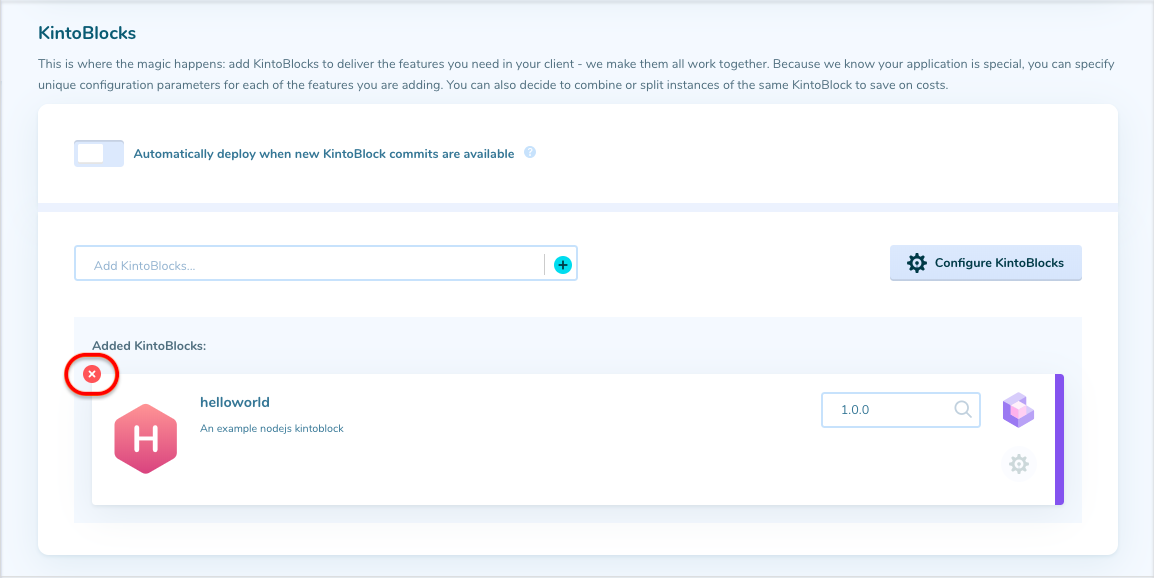 KintoBlocks
This is where the magic happens: add KintoBlocks to deliver the features you need in your client - we make them all work together. Because we know your application is special, you can specify
unique configuration parameters for each of the features you are adding. You can also decide to combine or split instances of the same KintoBlock to save on costs.
Automatically deploy when new KintoBlock commits are available ?
Add KintoBlocks...
Configure KintoBlocks
Added KintoBlocks:
helloworld
H
1.0.0
An example nodejs kintoblock